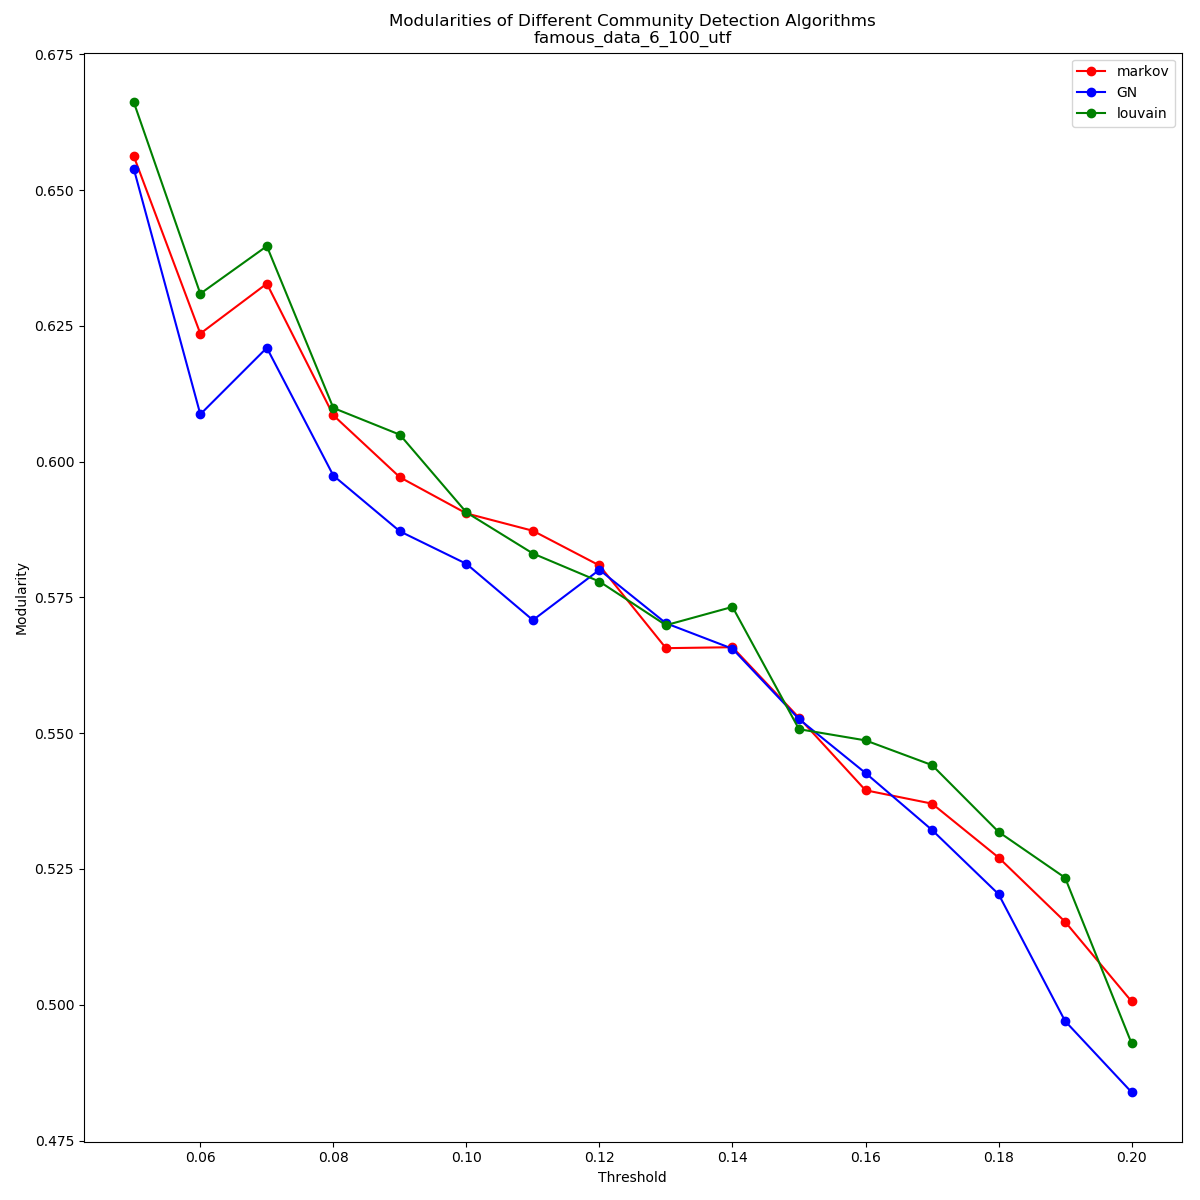 Modularities of Different Community Detection Algorithms
famous_data_6_100_utf
markov
GN
louvain
0.675
0.650
0.625
0.600
0.575
0.550
0.525
0.500
0.475
Modularity
0.06 0.08 0.10 0.12 0.14 0.16 0.18 0.20
Threshold